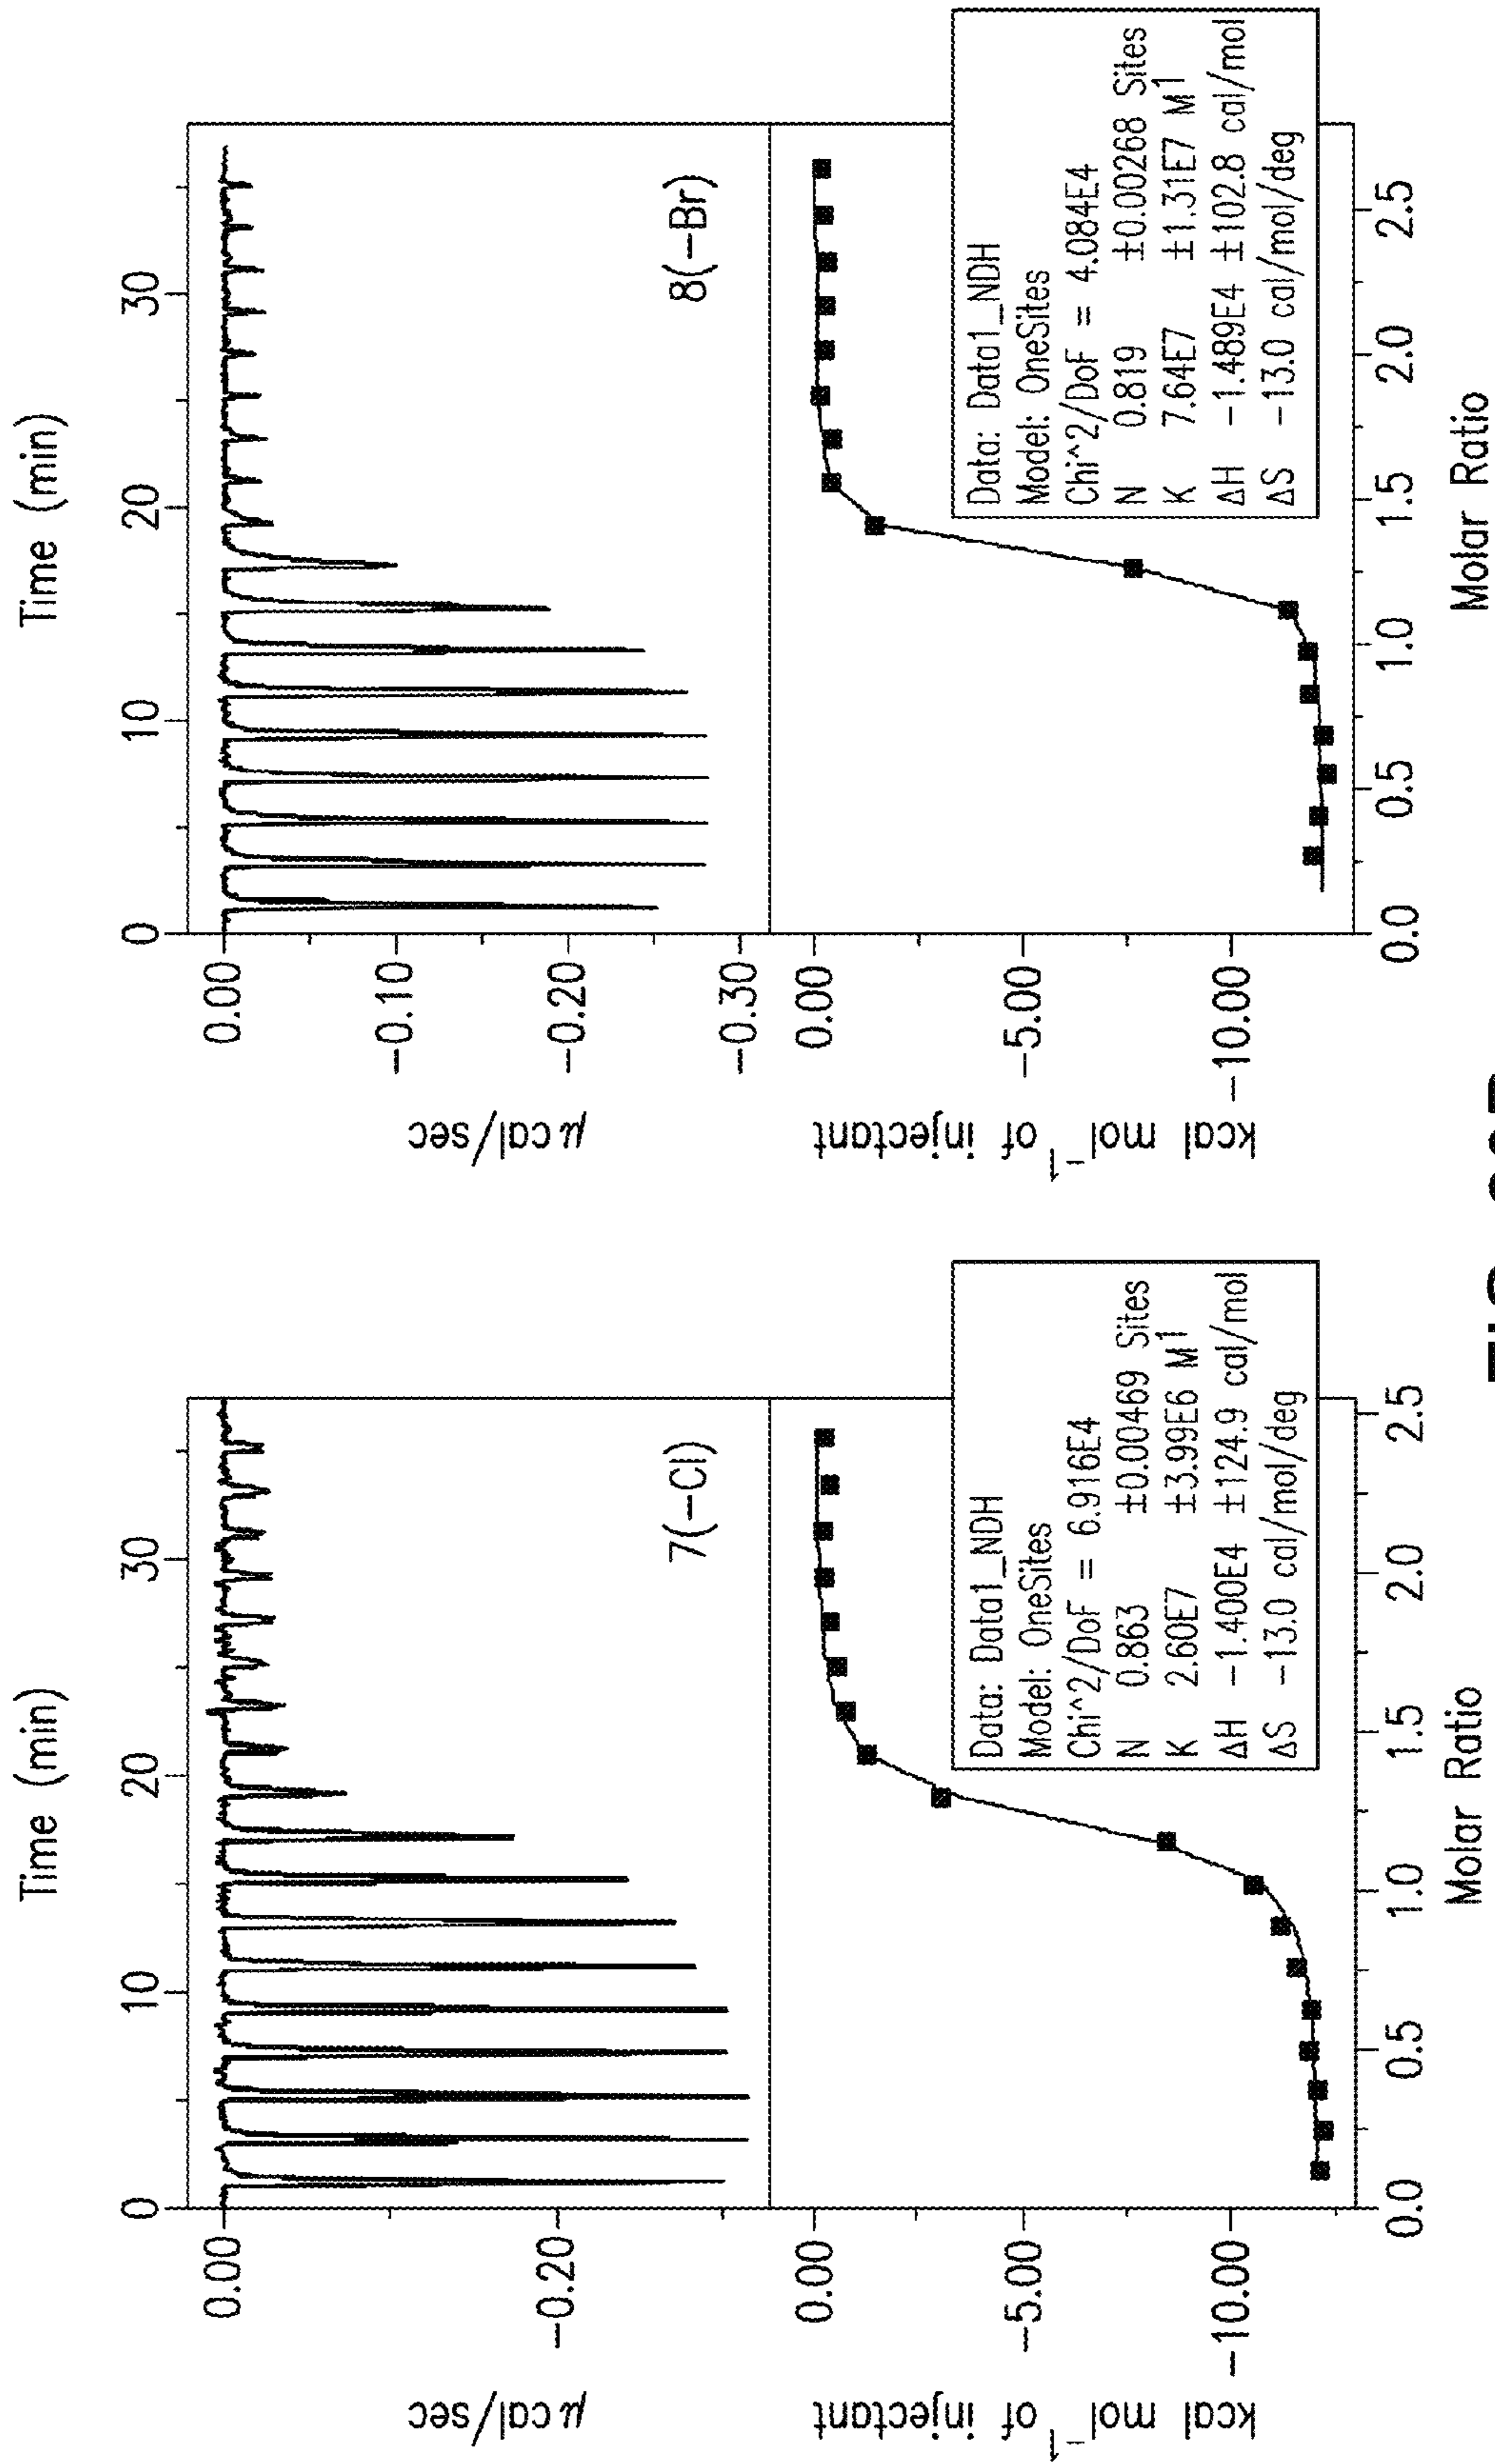 Time (min)
0 10 20 30
0.00
−0.20
μcal/sec
7(−Cl)
0.00
−5.00
−10.00
kcal mol⁻¹ of injectant
Data: Data1_NDH
Model: OneSites
Chi^2/DoF = 6.916E4
N 0.863 ±0.00469 Sites
K 2.60E7 ±3.99E6 M¹
ΔH −1.400E4 ±124.9 cal/mol
ΔS −13.0 cal/mol/deg
0.0 0.5 1.0 1.5 2.0 2.5
Molar Ratio
Time (min)
0 10 20 30
0.00
−0.10
−0.20
−0.30
μcal/sec
8(−Br)
0.00
−5.00
−10.00
kcal mol⁻¹ of injectant
Data: Data1_NDH
Model: OneSites
Chi^2/DoF = 4.084E4
N 0.819 ±0.00268 Sites
K 7.64E7 ±1.31E7 M¹
ΔH −1.489E4 ±102.8 cal/mol
ΔS −13.0 cal/mol/deg
0.0 0.5 1.0 1.5 2.0 2.5
Molar Ratio